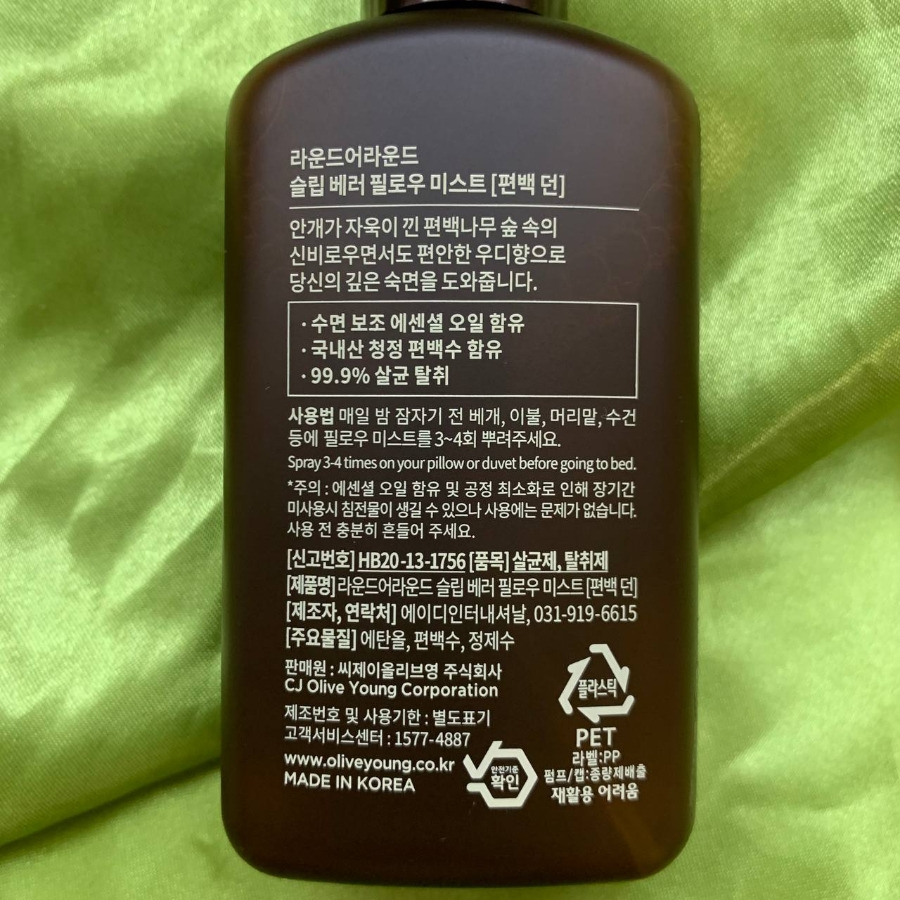 라운드어라운드
슬립 베러 필로우 미스트 [편백 던]
안개가 자욱이 낀 편백나무 숲 속의
신비로우면서도 편안한 우디향으로
당신의 깊은 숙면을 도와줍니다.
· 수면 보조 에센셜 오일 함유
· 국내산 청정 편백수 함유
· 99.9% 살균 탈취
사용법 매일 밤 잠자기 전 베개, 이불, 머리맡, 수건
등에 필로우 미스트를 3~4회 뿌려주세요.
Spray 3-4 times on your pillow or duvet before going to bed.
*주의 : 에센셜 오일 함유 및 공정 최소화로 인해 장기간
미사용시 침전물이 생길 수 있으나 사용에는 문제가 없습니다.
사용 전 충분히 흔들어 주세요.
[신고번호] HB20-13-1756 [품목] 살균제, 탈취제
[제품명] 라운드어라운드 슬립 베러 필로우 미스트 [편백 던]
[제조자, 연락처] 에이디인터내셔날, 031-919-6615
[주요물질] 에탄올, 편백수, 정제수
판매원 : 씨제이올리브영 주식회사
CJ Olive Young Corporation
제조번호 및 사용기한 : 별도표기
고객서비스센터 : 1577-4887
www.oliveyoung.co.kr
MADE IN KOREA
안전기준
확인
플라스틱
PET
라벨:PP
펌프/캡:종량제배출
재활용 어려움